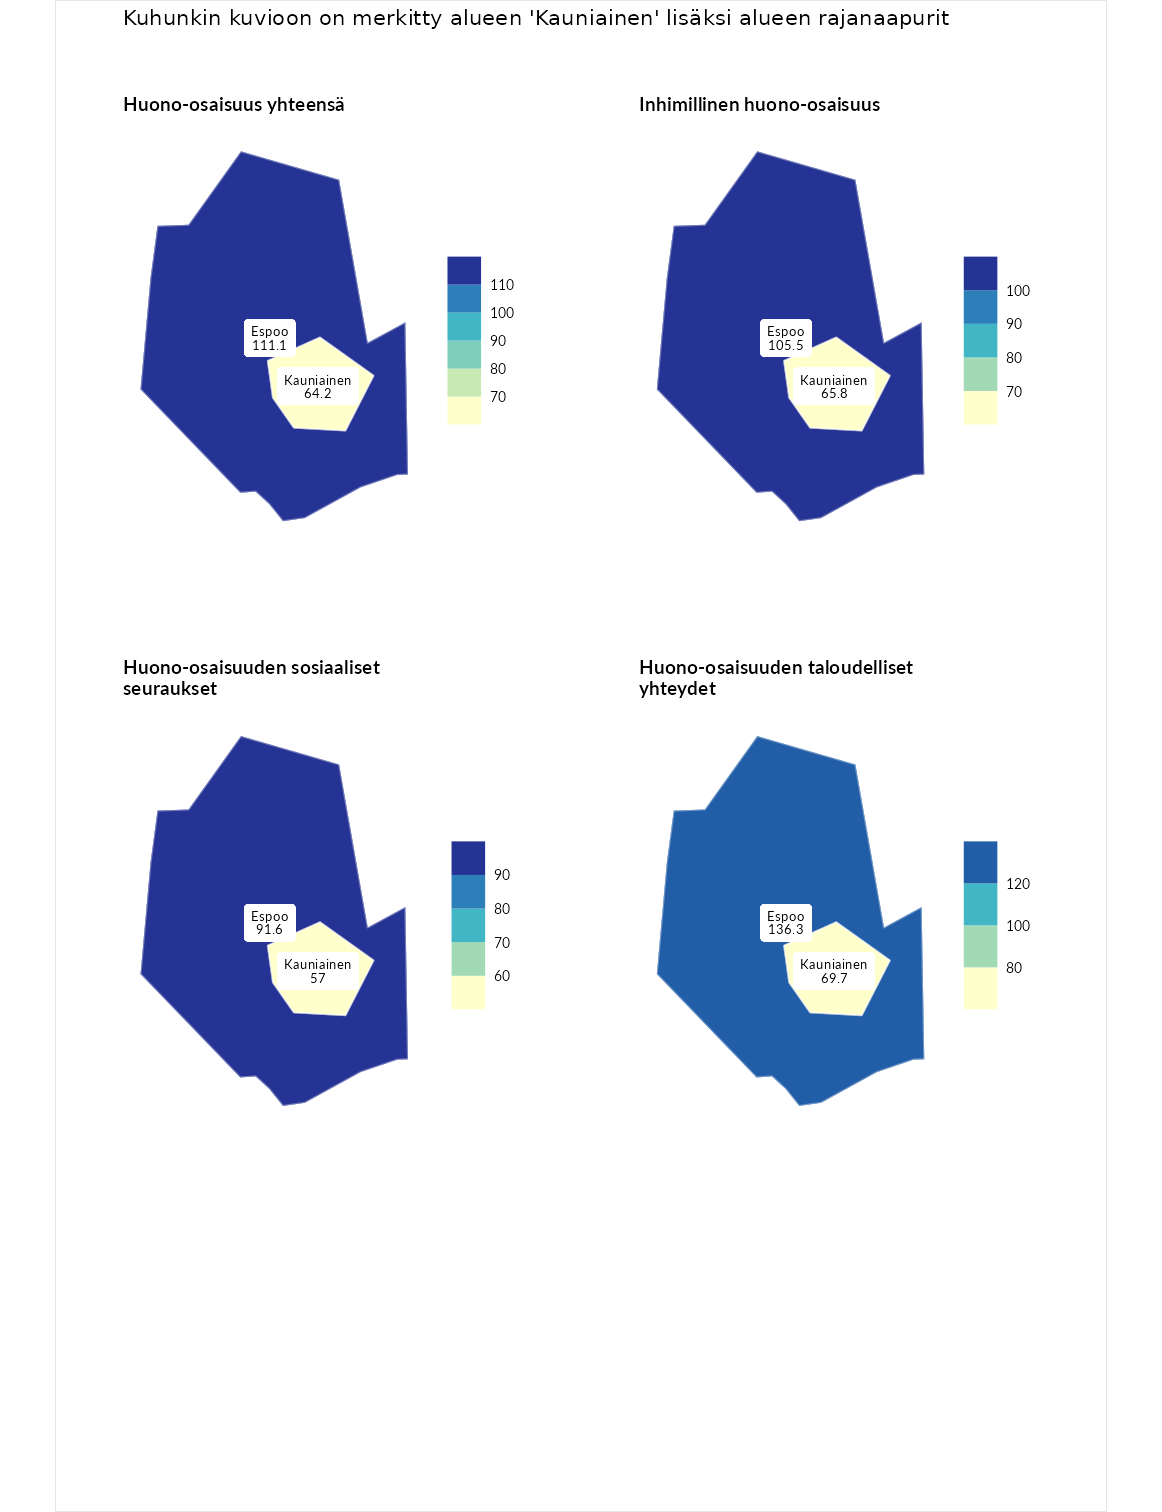 Kuhunkin kuvioon on merkitty alueen 'Kauniainen' lisäksi alueen rajanaapurit
Huono-osaisuus yhteensä
Espoo
111.1
Kauniainen
64.2
110
100
90
80
70
Inhimillinen huono-osaisuus
Espoo
105.5
Kauniainen
65.8
100
90
80
70
Huono-osaisuuden sosiaaliset
seuraukset
Espoo
91.6
Kauniainen
57
90
80
70
60
Huono-osaisuuden taloudelliset
yhteydet
Espoo
136.3
Kauniainen
69.7
120
100
80